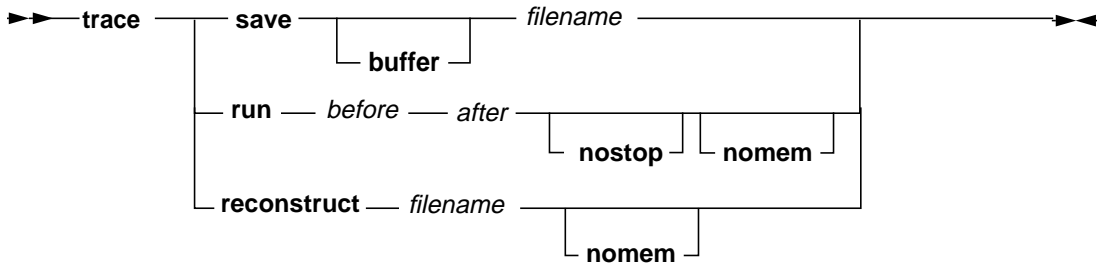 trace save filename
buffer
run before after
nostop nomem
reconstruct filename
nomem